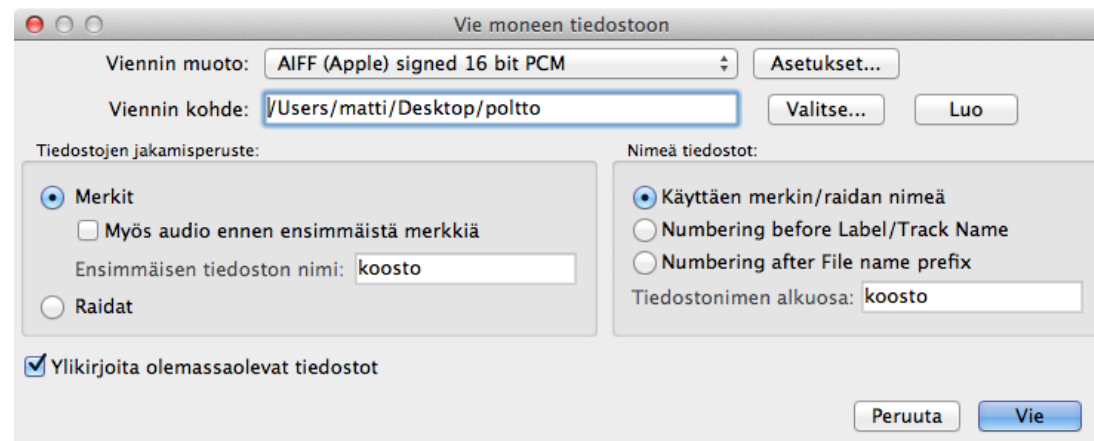 Vie moneen tiedostoon
Viennin muoto: AIFF (Apple) signed 16 bit PCM Asetukset...
Viennin kohde: /Users/matti/Desktop/poltto Valitse... Luo
Tiedostojen jakamisperuste:
Merkit
Myös audio ennen ensimmäistä merkkiä
Ensimmäisen tiedoston nimi: koosto
Raidat
Nimeä tiedostot:
Käyttäen merkin/raidan nimeä
Numbering before Label/Track Name
Numbering after File name prefix
Tiedostonimen alkuosa: koosto
Ylikirjoita olemassaolevat tiedostot
Peruuta Vie